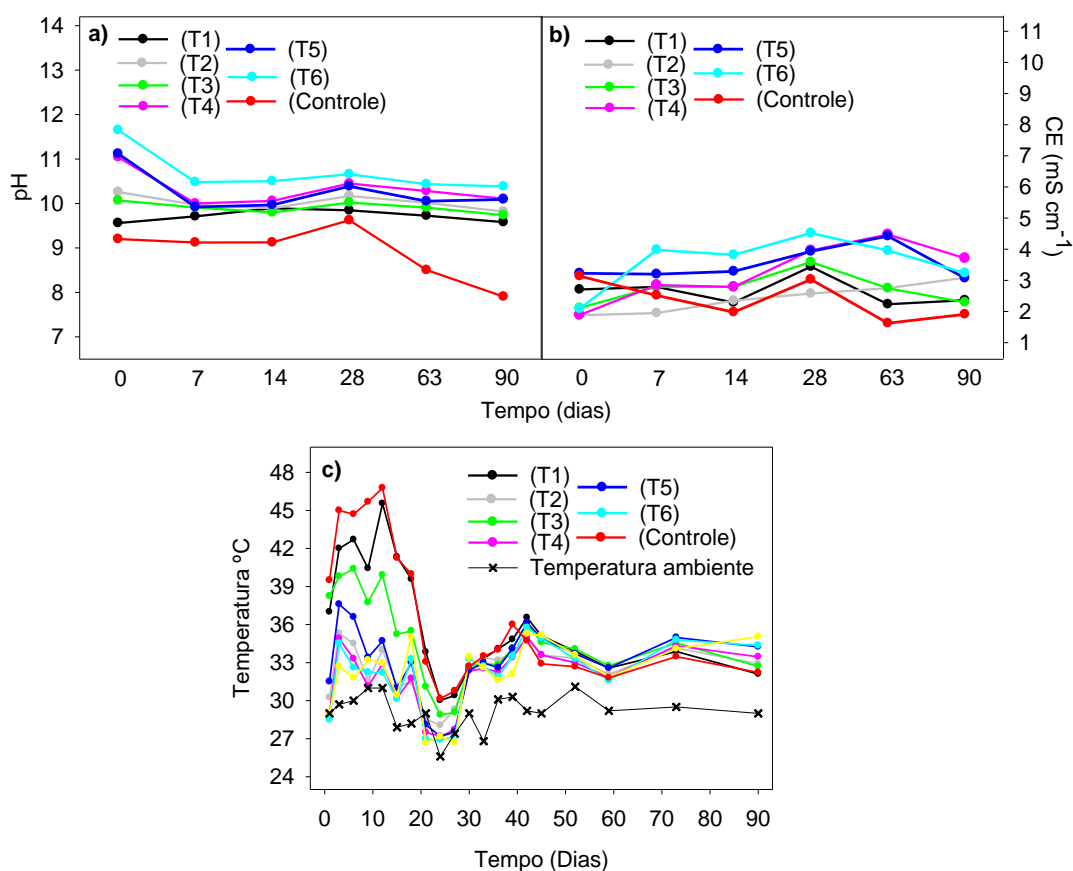 a)
(T1)
(T2)
(T3)
(T4)
(T5)
(T6)
(Controle)
14
13
12
11
10
9
8
7
pH
0 7 14 28 63 90
b)
(T1)
(T2)
(T3)
(T4)
(T5)
(T6)
(Controle)
11
10
9
8
7
6
5
4
3
2
1
CE (mS cm-1)
0 7 14 28 63 90
Tempo (dias)
c)
(T1)
(T2)
(T3)
(T4)
(T5)
(T6)
(Controle)
Temperatura ambiente
48
45
42
39
36
33
30
27
24
Temperatura ºC
0 10 20 30 40 50 60 70 80 90
Tempo (Dias)